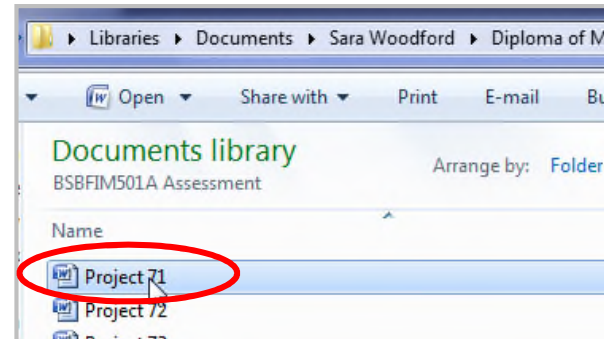 Libraries ▸ Documents ▸ Sara Woodford ▸ Diploma of M
Open Share with Print E-mail Bu
Documents library
BSBFIM501A Assessment
Arrange by: Folder
Name
Project 71
Project 72